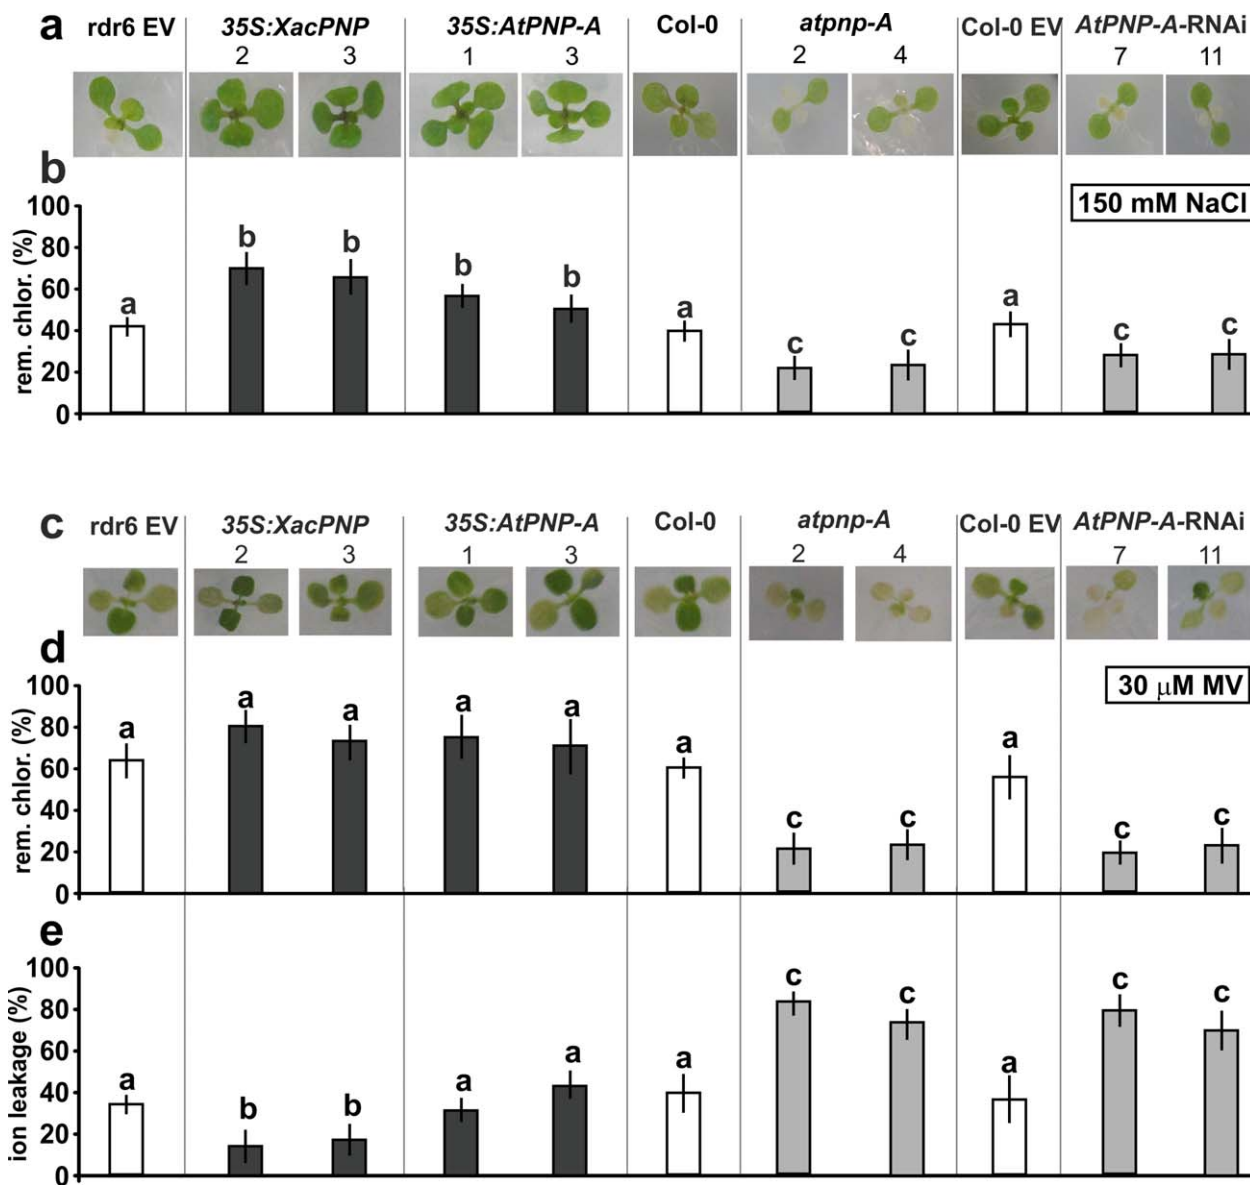 a rdr6 EV 35S:XacPNP 35S:AtPNP-A Col-0 atpnp-A Col-0 EV AtPNP-A-RNAi
2 3 1 3 2 4 7 11
b
150 mM NaCl
rem. chlor. (%)
100
80
60
40
20
0
a b b b b a c c a c c
c rdr6 EV 35S:XacPNP 35S:AtPNP-A Col-0 atpnp-A Col-0 EV AtPNP-A-RNAi
2 3 1 3 2 4 7 11
d
30 μM MV
rem. chlor. (%)
100
80
60
40
20
0
a a a a a a c c a c c
e
ion leakage (%)
100
80
60
40
20
0
a b b a a a c c a c c